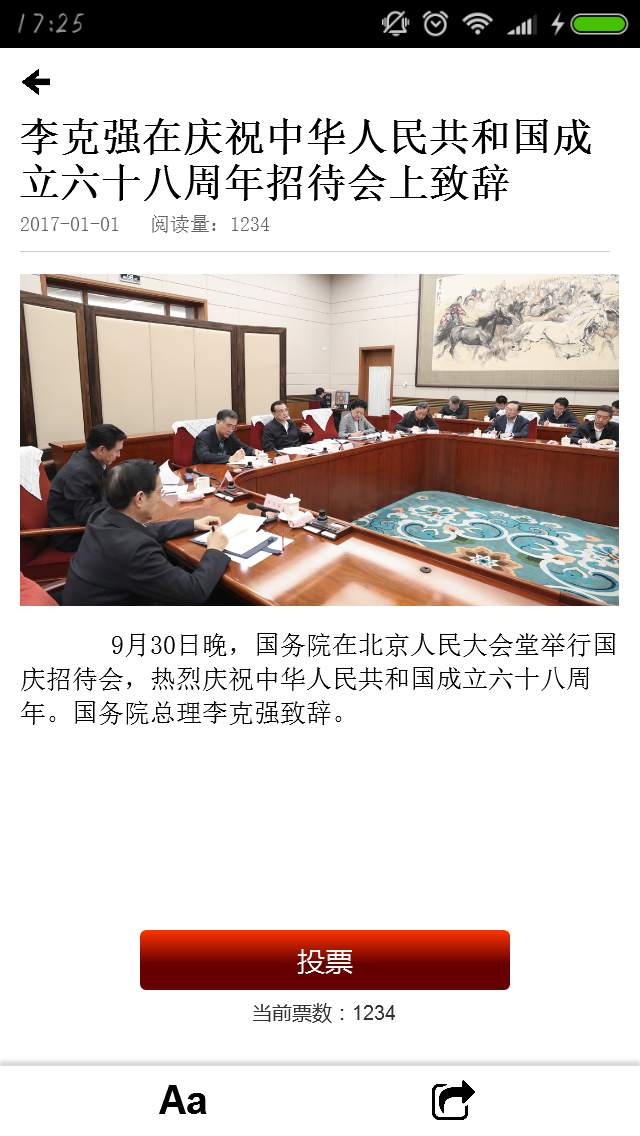 17:25
李克强在庆祝中华人民共和国成
立六十八周年招待会上致辞
2017-01-01 阅读量：1234
9月30日晚，国务院在北京人民大会堂举行国
庆招待会，热烈庆祝中华人民共和国成立六十八周
年。国务院总理李克强致辞。
投票
当前票数：1234
Aa